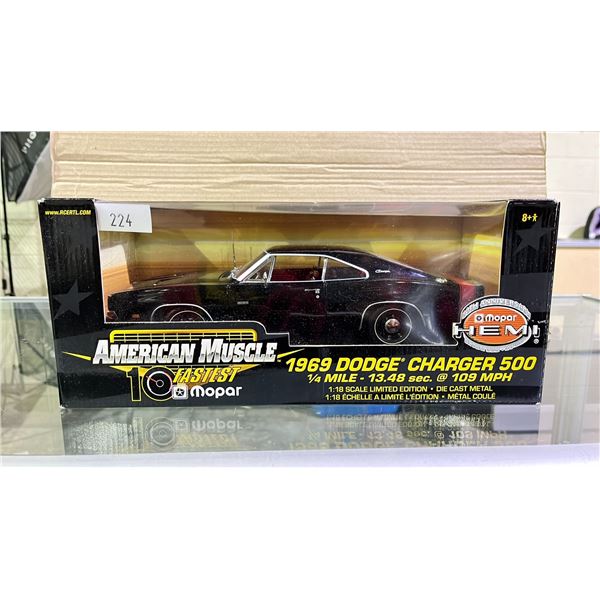 www.RCERTL.COM
224
8+
40TH ANNIVERSARY
Mopar
HEMI
AMERICAN MUSCLE
10 FASTEST
Mopar
1969 DODGE® CHARGER 500
1/4 MILE - 13.48 sec. @ 109 MPH
1:18 SCALE LIMITED EDITION • DIE CAST METAL
1:18 ÉCHELLE A LIMITÉ L'ÉDITION • MÉTAL COULÉ